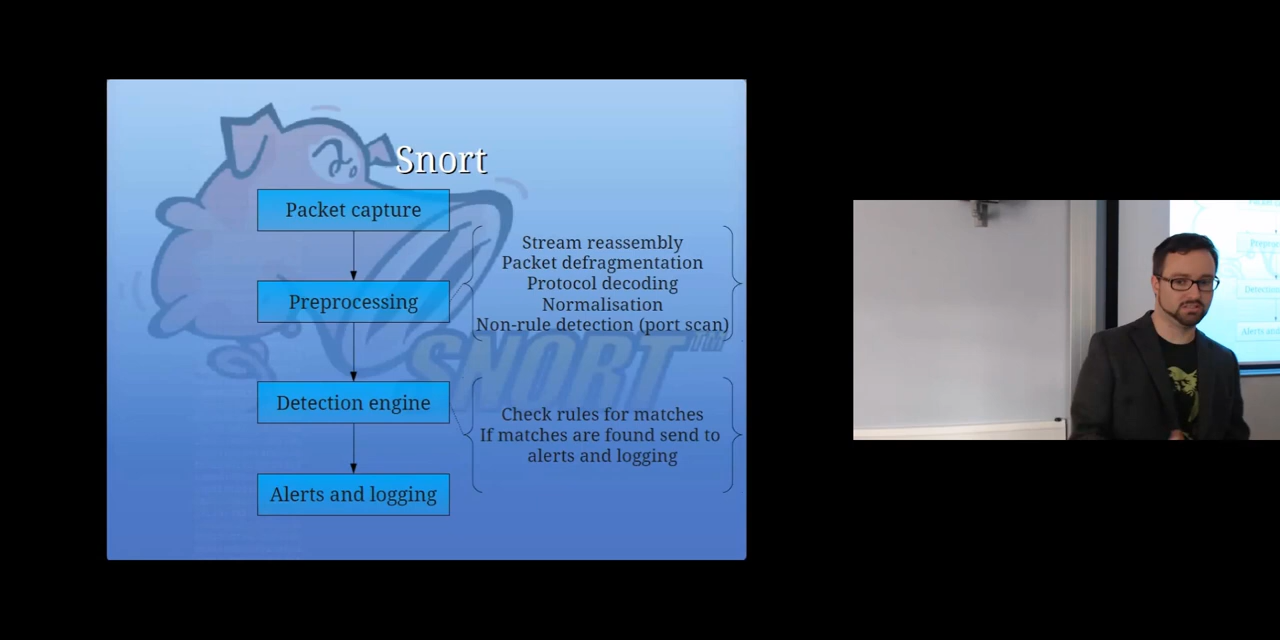 Snort
Packet capture
Stream reassembly
Packet defragmentation
Protocol decoding
Normalisation
Non-rule detection (port scan)
Preprocessing
SNORT™
Detection engine
Check rules for matches
If matches are found send to
alerts and logging
Alerts and logging